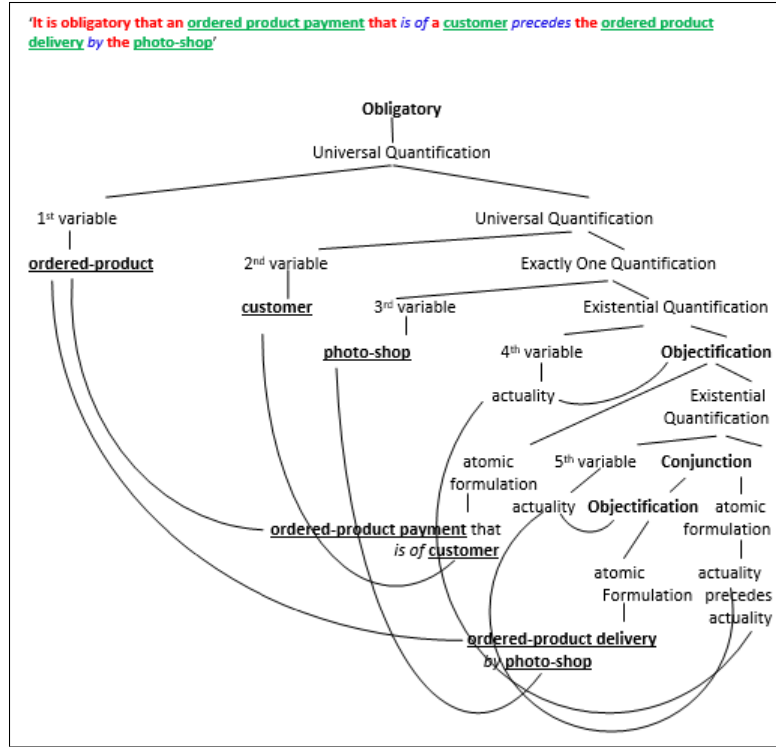 ‘It is obligatory that an ordered product payment that is of a customer precedes the ordered product
delivery by the photo-shop’
Obligatory
Universal Quantification
1st variable
Universal Quantification
ordered-product
2nd variable
Exactly One Quantification
customer
3rd variable
Existential Quantification
photo-shop
4th variable
Objectification
actuality
Existential
Quantification
atomic
formulation
5th variable
Conjunction
actuality
Objectification
atomic
formulation
ordered-product payment that
is of customer
atomic
Formulation
actuality
precedes
actuality
ordered-product delivery
by photo-shop